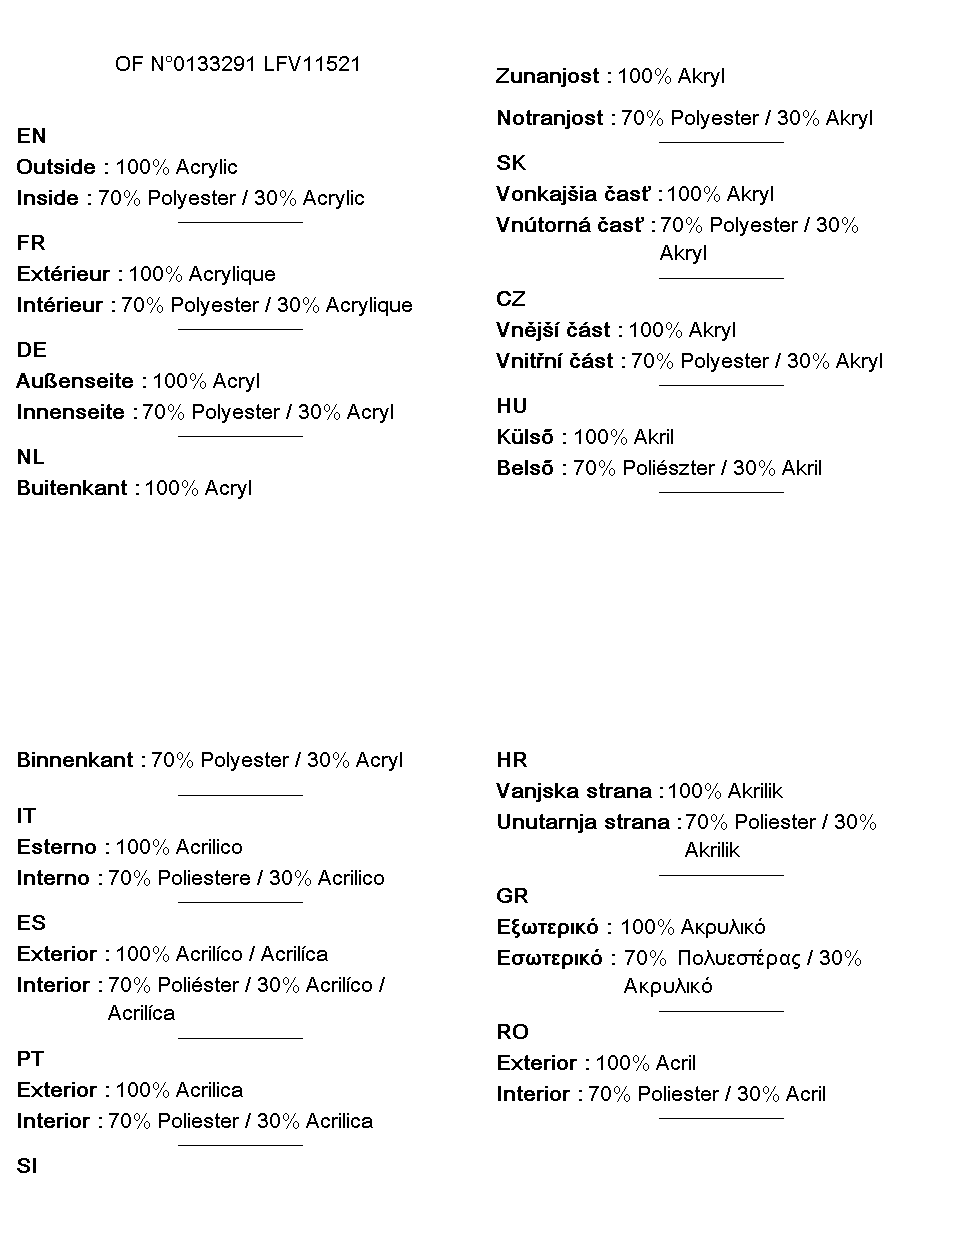 OF N°0133291 LFV11521
EN
Outside : 100% Acrylic
Inside : 70% Polyester / 30% Acrylic
FR
Extérieur : 100% Acrylique
Intérieur : 70% Polyester / 30% Acrylique
DE
Außenseite : 100% Acryl
Innenseite : 70% Polyester / 30% Acryl
NL
Buitenkant : 100% Acryl
Binnenkant : 70% Polyester / 30% Acryl
IT
Esterno : 100% Acrilico
Interno : 70% Poliestere / 30% Acrilico
ES
Exterior : 100% Acrilíco / Acrilíca
Interior : 70% Poliéster / 30% Acrilíco /
Acrilíca
PT
Exterior : 100% Acrilica
Interior : 70% Poliester / 30% Acrilica
SI
Zunanjost : 100% Akryl
Notranjost : 70% Polyester / 30% Akryl
SK
Vonkajšia časť : 100% Akryl
Vnútorná časť : 70% Polyester / 30%
Akryl
CZ
Vnější část : 100% Akryl
Vnitřní část : 70% Polyester / 30% Akryl
HU
Külső : 100% Akril
Belső : 70% Poliészter / 30% Akril
HR
Vanjska strana : 100% Akrilik
Unutarnja strana : 70% Poliester / 30%
Akrilik
GR
Εξωτερικό : 100% Ακρυλικό
Εσωτερικό : 70% Πολυεστέρας / 30%
Ακρυλικό
RO
Exterior : 100% Acril
Interior : 70% Poliester / 30% Acril